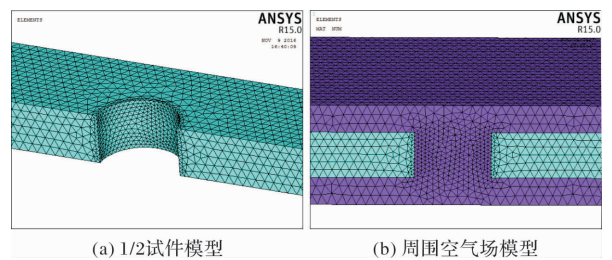 ELEMENTS
ANSYS
R15.0
NOV 9 2016
16:40:05
ELEMENTS
MAT NUM
ANSYS
R15.0
(a) 1/2试件模型
(b) 周围空气场模型